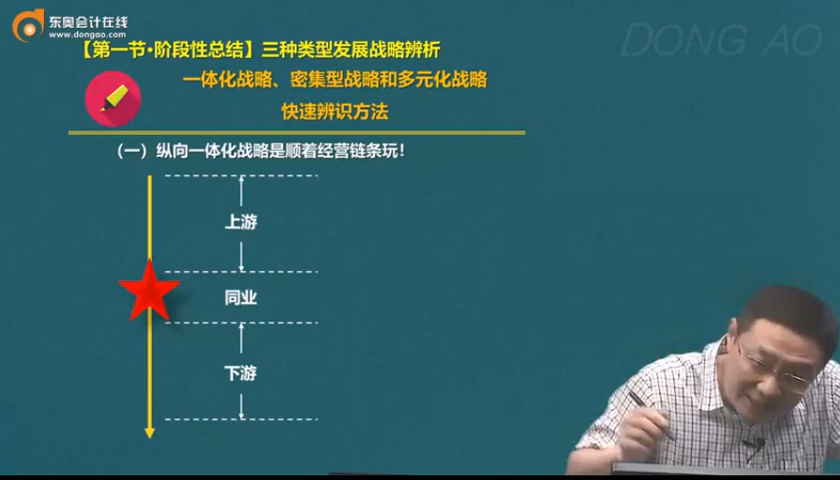 东奥会计在线
www.dongao.com
DONG AO
【第一节·阶段性总结】三种类型发展战略辨析
一体化战略、密集型战略和多元化战略
快速辨识方法
（一）纵向一体化战略是顺着经营链条玩！
上游
同业
下游